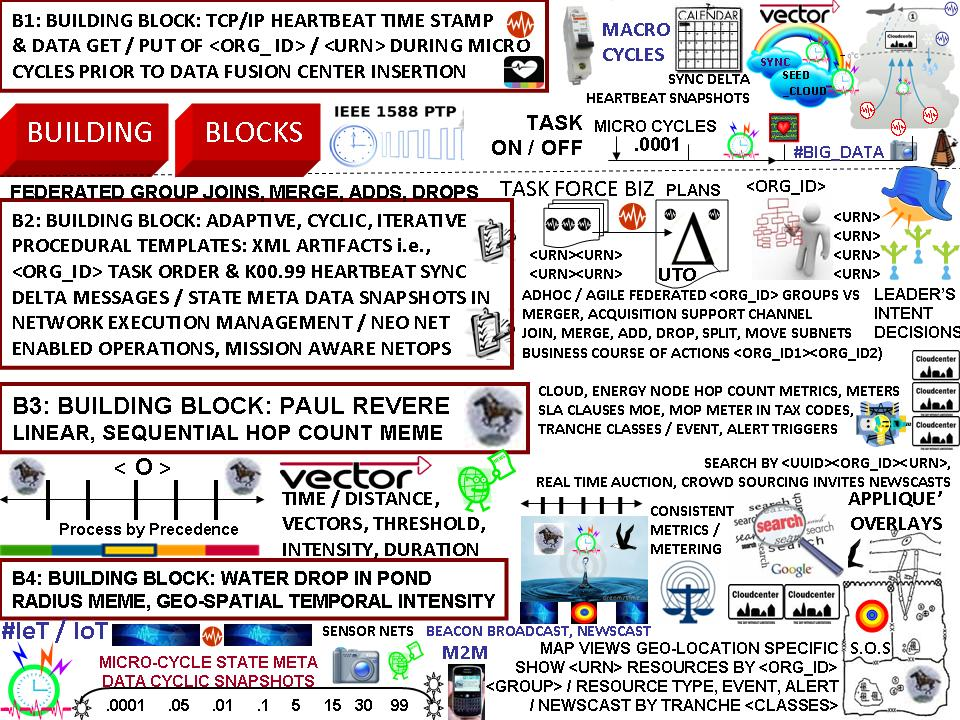 B1: BUILDING BLOCK: TCP/IP HEARTBEAT TIME STAMP
& DATA GET / PUT OF <ORG_ ID> / <URN> DURING MICRO
CYCLES PRIOR TO DATA FUSION CENTER INSERTION
MACRO
CYCLES
CALENDAR
SYNC DELTA
HEARTBEAT SNAPSHOTS
vector
SYNC
SEED
_CLOUD
Cloudcenter
BUILDING BLOCKS
IEEE 1588 PTP
TASK
ON / OFF
MICRO CYCLES
.0001
#BIG_DATA
FEDERATED GROUP JOINS, MERGE, ADDS, DROPS
B2: BUILDING BLOCK: ADAPTIVE, CYCLIC, ITERATIVE
PROCEDURAL TEMPLATES: XML ARTIFACTS i.e.,
<ORG_ID> TASK ORDER & K00.99 HEARTBEAT SYNC
DELTA MESSAGES / STATE META DATA SNAPSHOTS IN
NETWORK EXECUTION MANAGEMENT / NEO NET
ENABLED OPERATIONS, MISSION AWARE NETOPS
TASK FORCE BIZ PLANS
<ORG_ID>
<URN><URN>
<URN><URN>
UTO
<URN>
<URN>
<URN>
<URN>
ADHOC / AGILE FEDERATED <ORG_ID> GROUPS VS
MERGER, ACQUISITION SUPPORT CHANNEL
JOIN, MERGE, ADD, DROP, SPLIT, MOVE SUBNETS
BUSINESS COURSE OF ACTIONS <ORG_ID1><ORG_ID2)
LEADER'S
INTENT
DECISIONS
Cloudcenter
Cloudcenter
Cloudcenter
B3: BUILDING BLOCK: PAUL REVERE
LINEAR, SEQUENTIAL HOP COUNT MEME
CLOUD, ENERGY NODE HOP COUNT METRICS, METERS
SLA CLAUSES MOE, MOP METER IN TAX CODES,
TRANCHE CLASSES / EVENT, ALERT TRIGGERS
< O >
Process by Precedence
vector
TIME / DISTANCE,
VECTORS, THRESHOLD,
INTENSITY, DURATION
SEARCH BY <UUID><ORG_ID><URN>,
REAL TIME AUCTION, CROWD SOURCING INVITES NEWSCASTS
CONSISTENT
METRICS /
METERING
search
Google
APPLIQUE'
OVERLAYS
B4: BUILDING BLOCK: WATER DROP IN POND
RADIUS MEME, GEO-SPATIAL TEMPORAL INTENSITY
dreamstime
Cloudcenter
Cloudcenter
#IeT / IoT
SENSOR NETS
BEACON BROADCAST, NEWSCAST
M2M
MICRO-CYCLE STATE META
DATA CYCLIC SNAPSHOTS
.0001 .05 .01 .1 5 15 30 99
MAP VIEWS GEO-LOCATION SPECIFIC
SHOW <URN> RESOURCES BY <ORG_ID>
<GROUP> / RESOURCE TYPE, EVENT, ALERT
/ NEWSCAST BY TRANCHE <CLASSES>
S.O.S